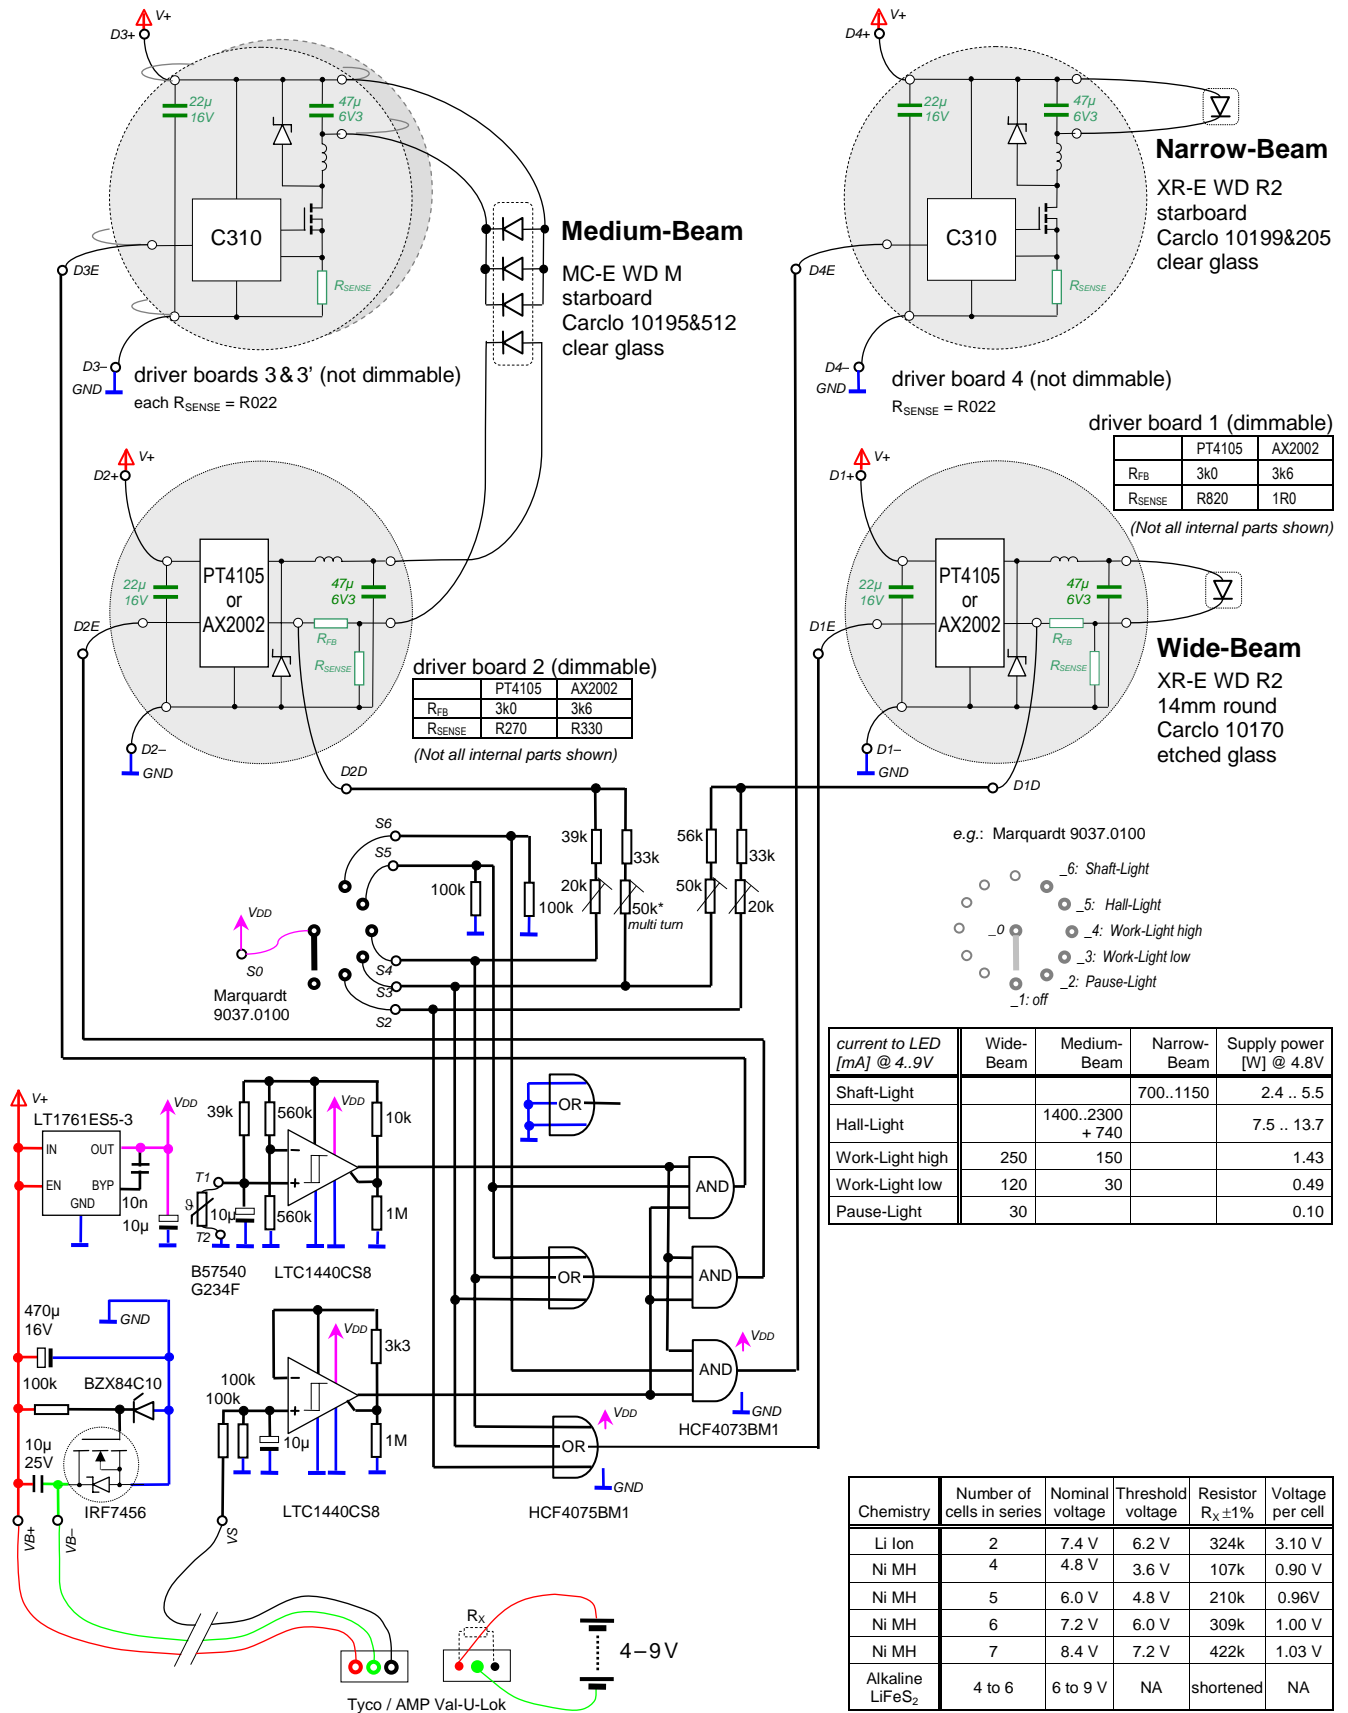 V+
D3+
22µ
16V
47µ
6V3
C310
RSENSE
D3E
D3–
GND
driver boards 3 & 3' (not dimmable)
each RSENSE = R022
Medium-Beam
MC-E WD M
starboard
Carclo 10195&512
clear glass
V+
D4+
22µ
16V
47µ
6V3
C310
RSENSE
D4E
D4–
GND
driver board 4 (not dimmable)
RSENSE = R022
Narrow-Beam
XR-E WD R2
starboard
Carclo 10199&205
clear glass
driver board 1 (dimmable)
PT4105 AX2002
RFB 3k0 3k6
RSENSE R820 1R0
(Not all internal parts shown)
V+
D2+
22µ
16V
PT4105
or
AX2002
47µ
6V3
RFB
RSENSE
D2E
D2–
GND
D2D
driver board 2 (dimmable)
PT4105 AX2002
RFB 3k0 3k6
RSENSE R270 R330
(Not all internal parts shown)
V+
D1+
22µ
16V
PT4105
or
AX2002
47µ
6V3
RFB
RSENSE
D1E
D1–
GND
D1D
Wide-Beam
XR-E WD R2
14mm round
Carclo 10170
etched glass
S6
S5
VDD
S0
S4
S3
S2
Marquardt
9037.0100
100k
100k
39k
33k
20k
50k*
multi turn
56k
33k
50k
20k
e.g.: Marquardt 9037.0100
_6: Shaft-Light
_5: Hall-Light
_0
_4: Work-Light high
_3: Work-Light low
_2: Pause-Light
_1: off
current to LED [mA] @ 4..9V Wide-Beam Medium-Beam Narrow-Beam Supply power [W] @ 4.8V
Shaft-Light 700..1150 2.4 .. 5.5
Hall-Light 1400..2300 + 740 7.5 .. 13.7
Work-Light high 250 150 1.43
Work-Light low 120 30 0.49
Pause-Light 30 0.10
V+
LT1761ES5-3
VDD
IN
OUT
EN
BYP
GND
10n
10µ
39k
560k
VDD
10k
T1
ϑ
10µ
T2
560k
1M
B57540
G234F
LTC1440CS8
OR
AND
OR
AND
AND
VDD
GND
HCF4073BM1
OR
VDD
GND
HCF4075BM1
470µ
16V
GND
100k
BZX84C10
10µ
25V
IRF7456
VB+
VB–
100k
100k
VDD
3k3
10µ
1M
LTC1440CS8
VS
RX
4–9V
Tyco / AMP Val-U-Lok
Chemistry Number of cells in series Nominal voltage Threshold voltage Resistor RX ±1% Voltage per cell
Li Ion 2 7.4 V 6.2 V 324k 3.10 V
Ni MH 4 4.8 V 3.6 V 107k 0.90 V
Ni MH 5 6.0 V 4.8 V 210k 0.96V
Ni MH 6 7.2 V 6.0 V 309k 1.00 V
Ni MH 7 8.4 V 7.2 V 422k 1.03 V
Alkaline LiFeS2 4 to 6 6 to 9 V NA shortened NA